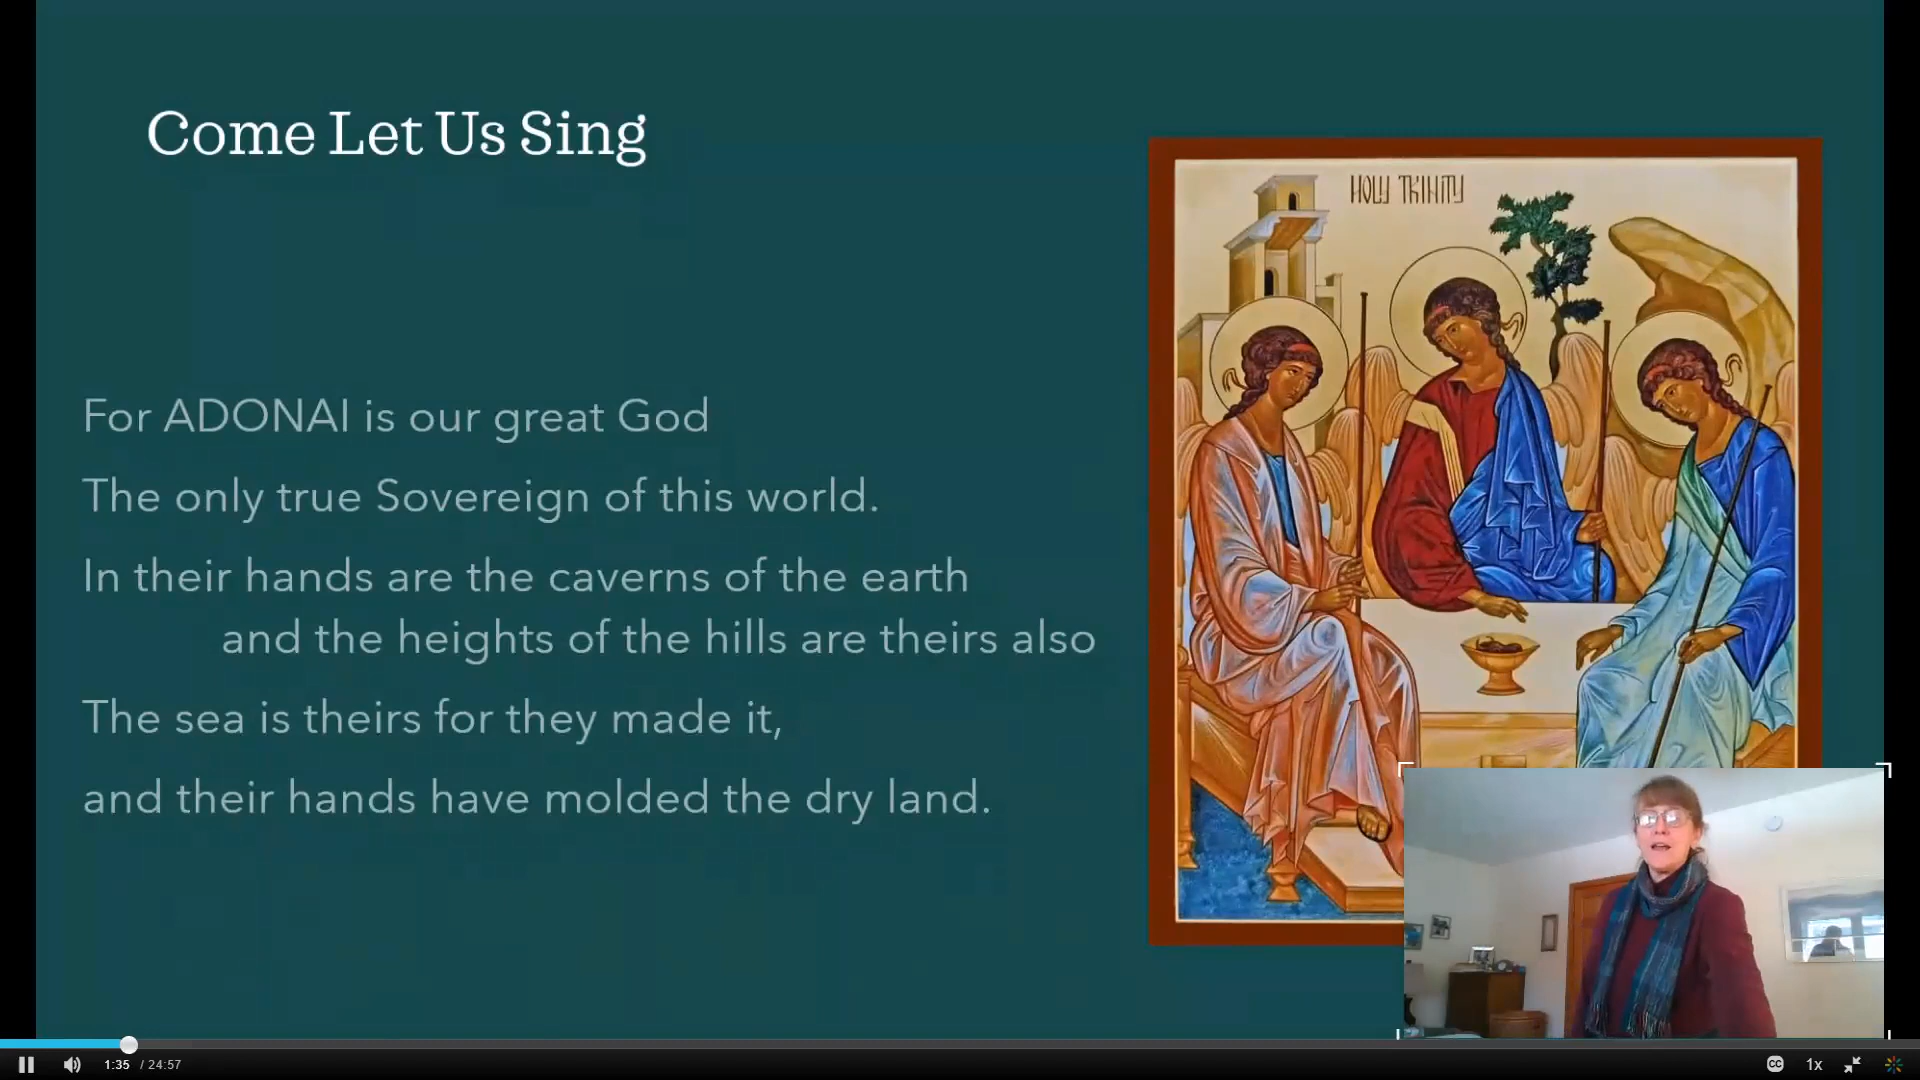 Come Let Us Sing
HOLY TRINITY
For ADONAI is our great God
The only true Sovereign of this world.
In their hands are the caverns of the earth
and the heights of the hills are theirs also
The sea is theirs for they made it,
and their hands have molded the dry land.
1:35 / 24:57
CC
1x